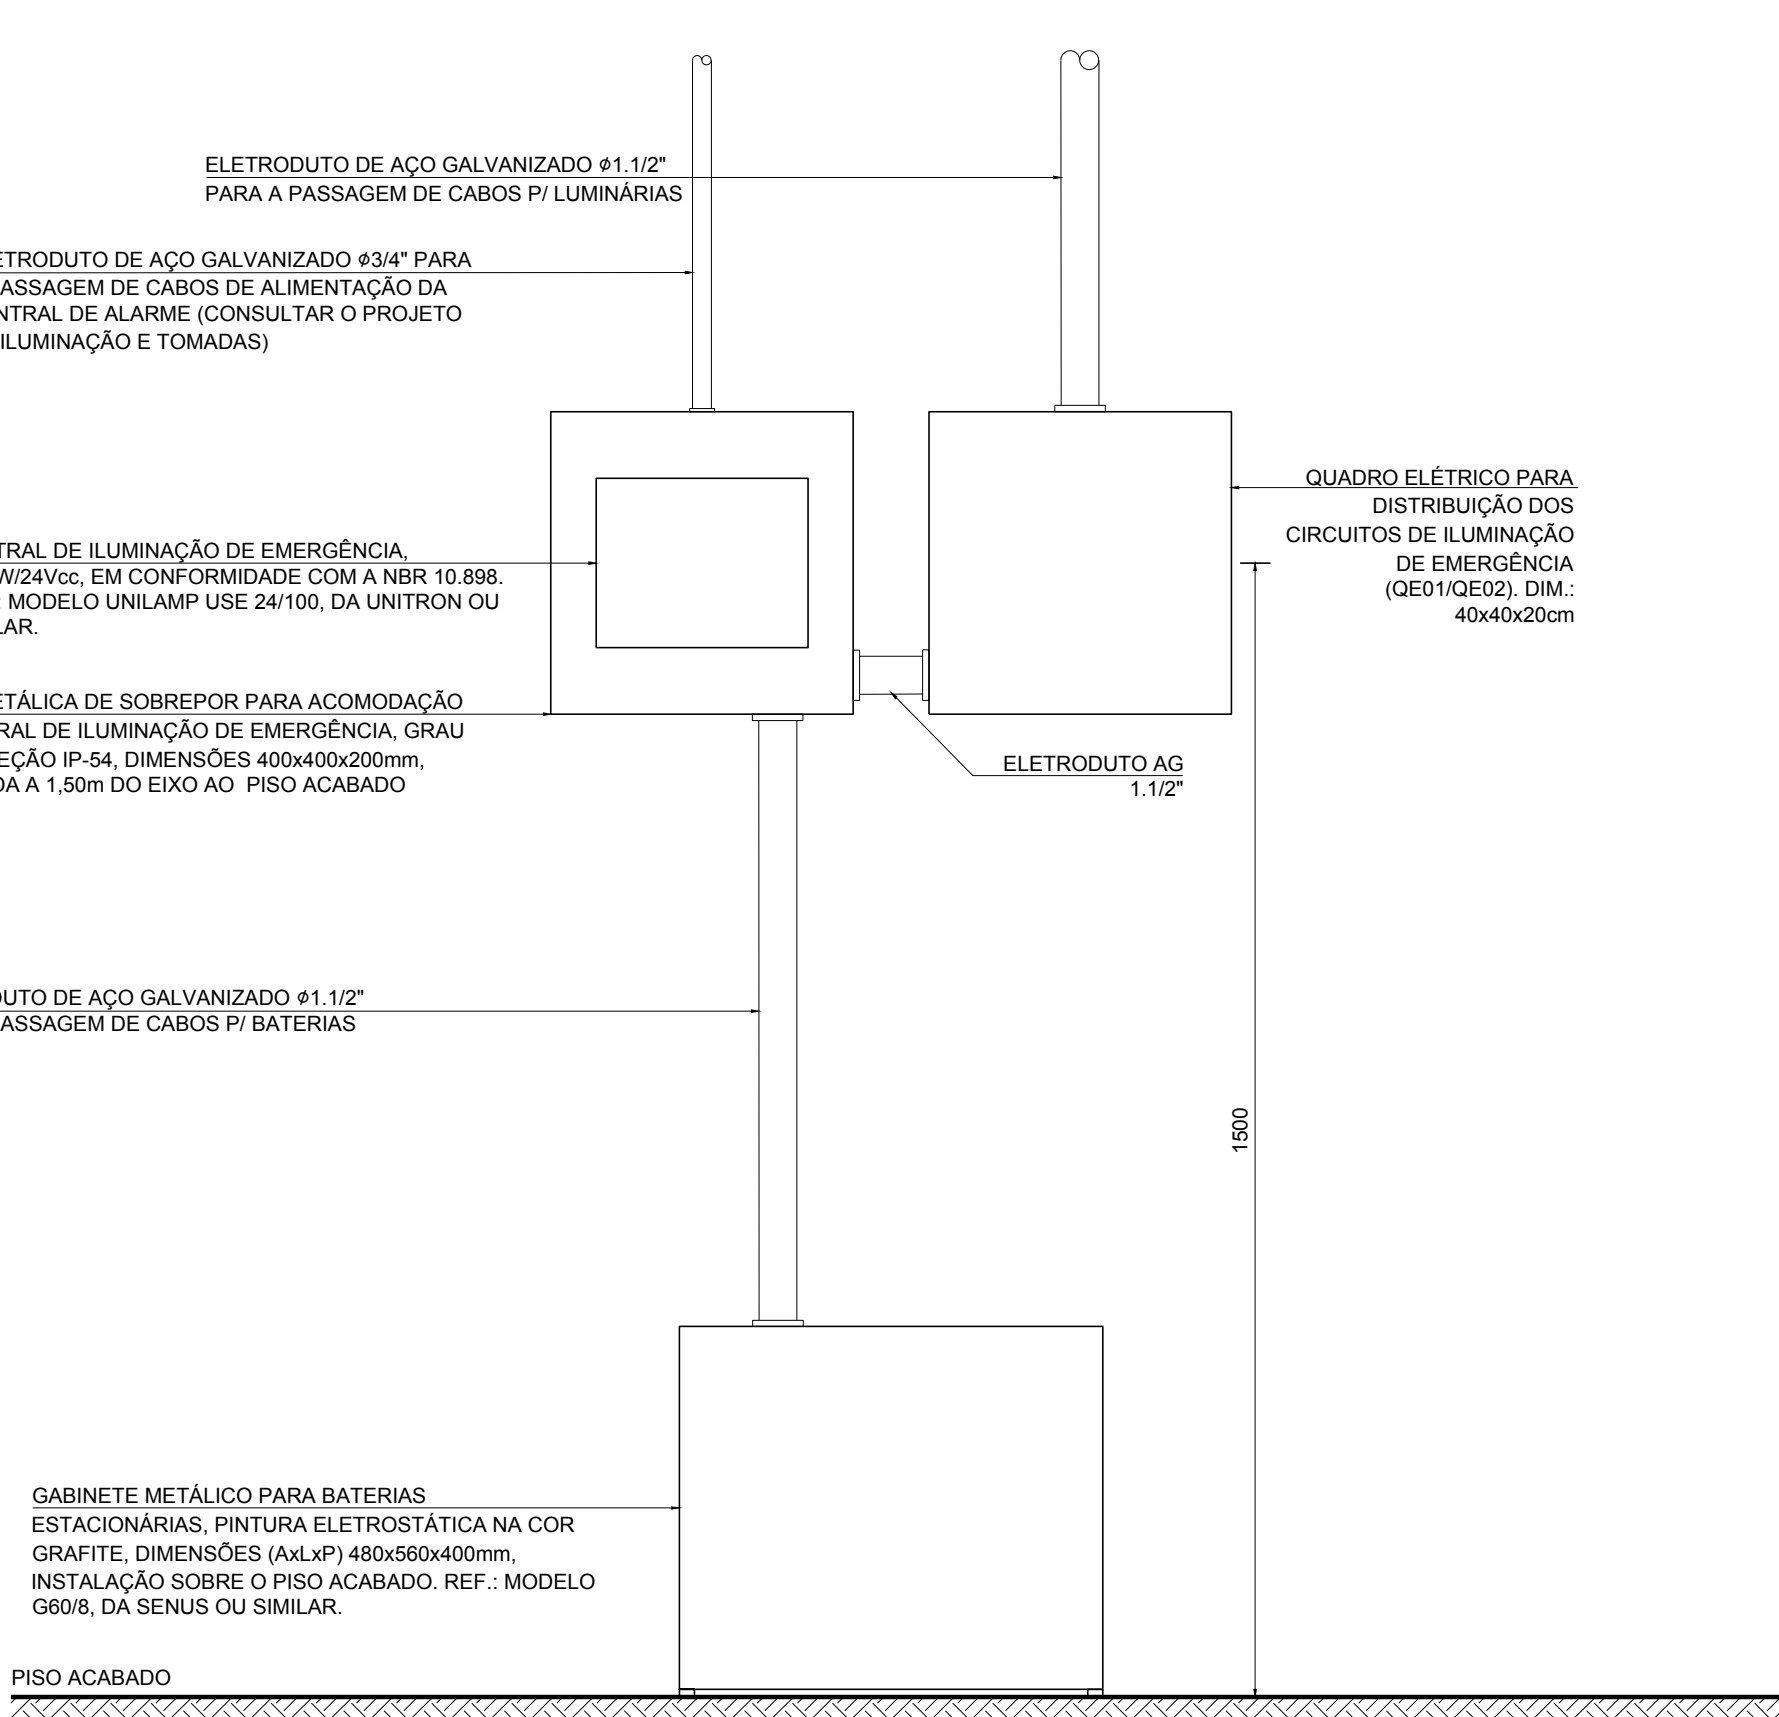 ELETRODUTO DE AÇO GALVANIZADO ⌀1.1/2"
PARA A PASSAGEM DE CABOS P/ LUMINÁRIAS
ETRODUTO DE AÇO GALVANIZADO ⌀3/4" PARA
ASSAGEM DE CABOS DE ALIMENTAÇÃO DA
NTRAL DE ALARME (CONSULTAR O PROJETO
ILUMINAÇÃO E TOMADAS)
QUADRO ELÉTRICO PARA
DISTRIBUIÇÃO DOS
CIRCUITOS DE ILUMINAÇÃO
DE EMERGÊNCIA
(QE01/QE02). DIM.:
40x40x20cm
TRAL DE ILUMINAÇÃO DE EMERGÊNCIA,
W/24Vcc, EM CONFORMIDADE COM A NBR 10.898.
: MODELO UNILAMP USE 24/100, DA UNITRON OU
LAR.
ETÁLICA DE SOBREPOR PARA ACOMODAÇÃO
RAL DE ILUMINAÇÃO DE EMERGÊNCIA, GRAU
EÇÃO IP-54, DIMENSÕES 400x400x200mm,
DA A 1,50m DO EIXO AO PISO ACABADO
ELETRODUTO AG
1.1/2"
DUTO DE AÇO GALVANIZADO ⌀1.1/2"
ASSAGEM DE CABOS P/ BATERIAS
1500
GABINETE METÁLICO PARA BATERIAS
ESTACIONÁRIAS, PINTURA ELETROSTÁTICA NA COR
GRAFITE, DIMENSÕES (AxLxP) 480x560x400mm,
INSTALAÇÃO SOBRE O PISO ACABADO. REF.: MODELO
G60/8, DA SENUS OU SIMILAR.
PISO ACABADO